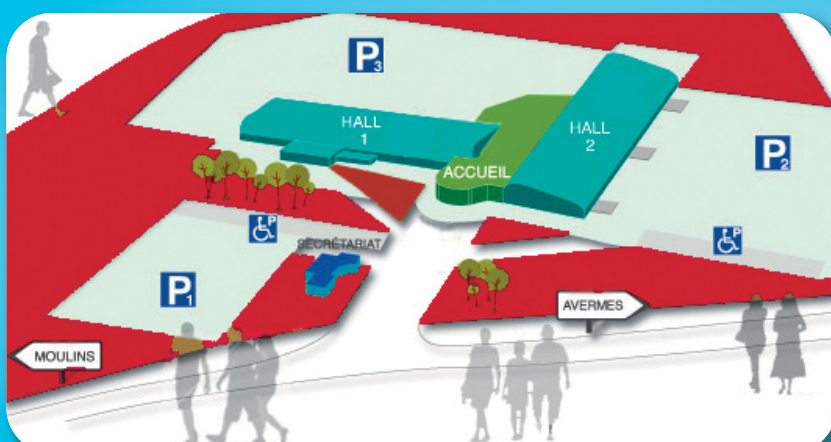 P3
HALL
1
HALL
2
ACCUEIL
P2
P
P
SECRÉTARIAT
P1
AVERMES
MOULINS